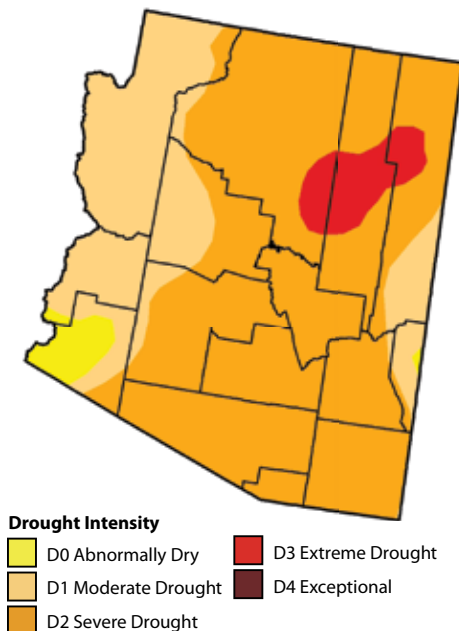 Drought Intensity
D0 Abnormally Dry
D1 Moderate Drought
D2 Severe Drought
D3 Extreme Drought
D4 Exceptional